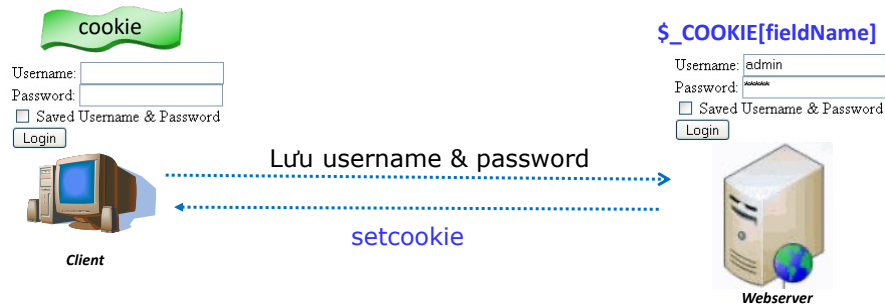 cookie
Username:
Password:
Saved Username & Password
Login
Client
Lưu username & password
setcookie
$_COOKIE[fieldName]
Username: admin
Password: *****
Saved Username & Password
Login
Webserver